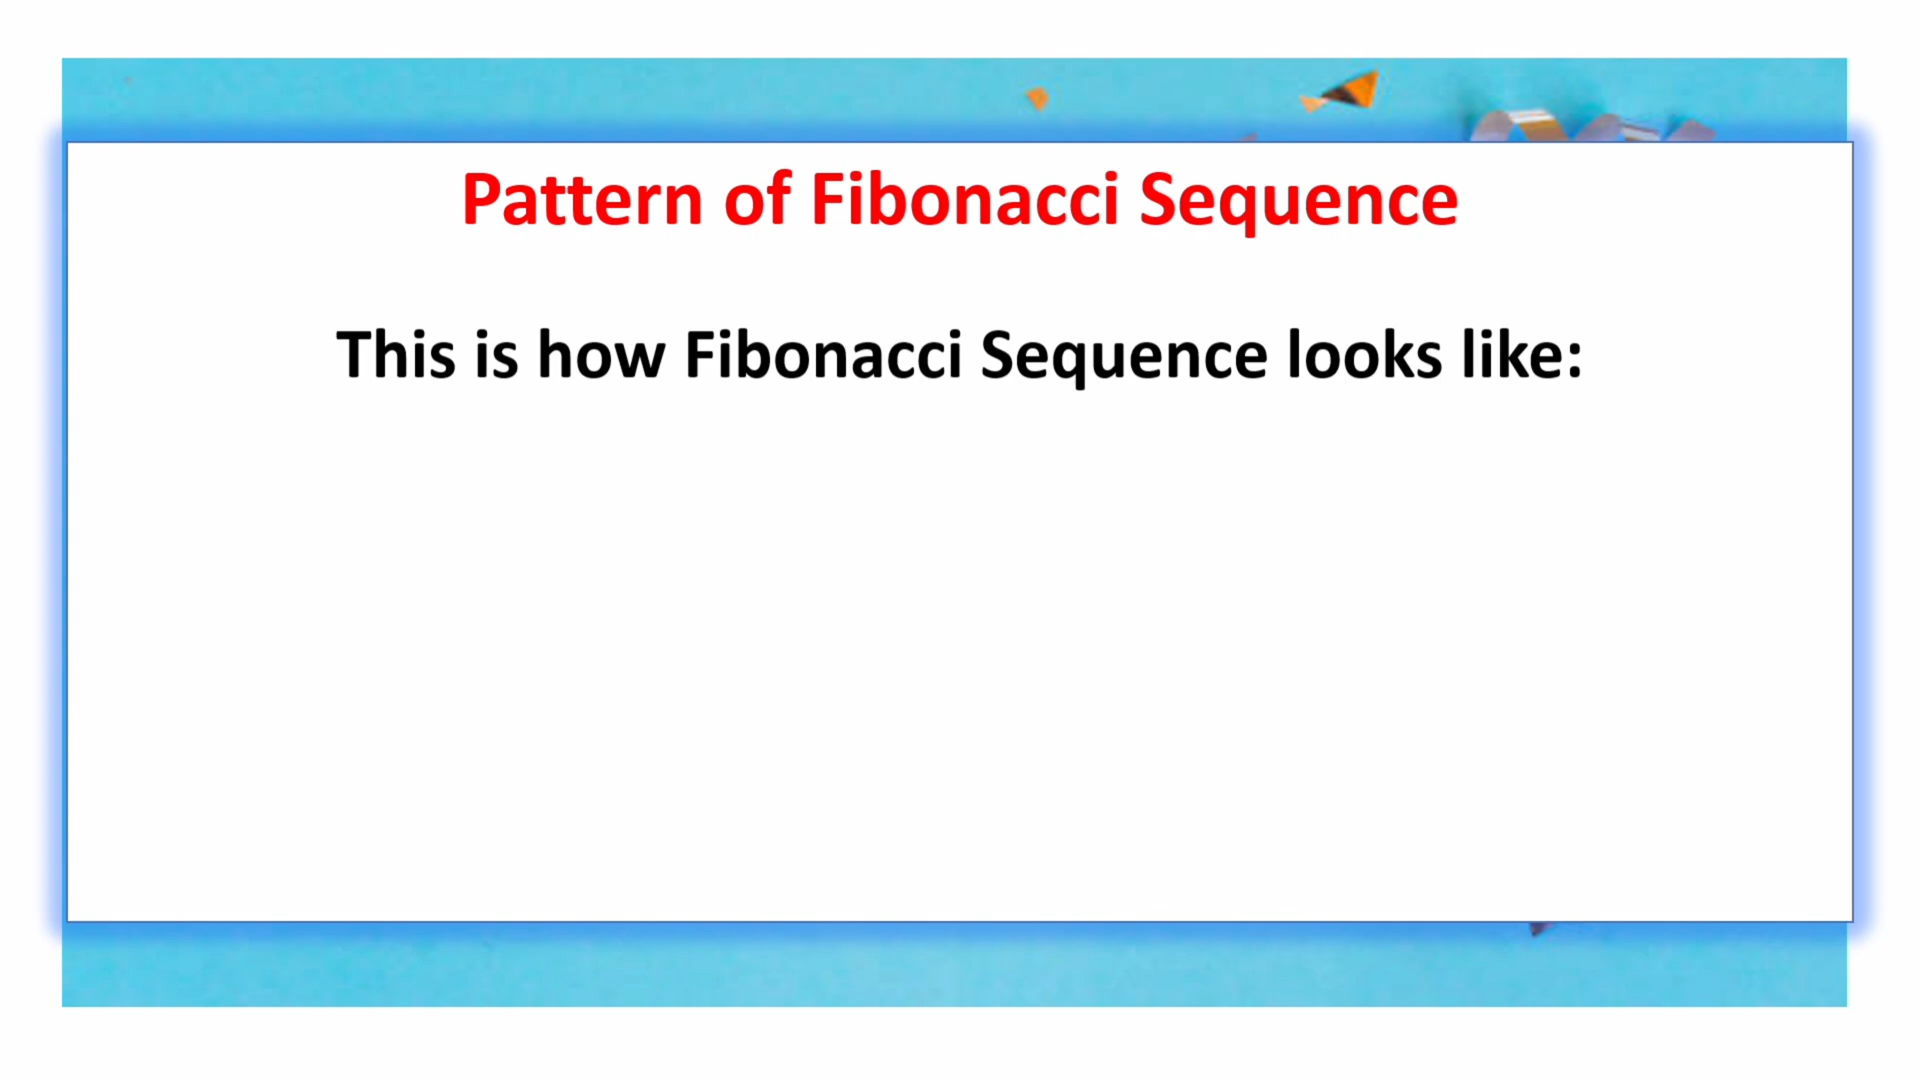 Pattern of Fibonacci Sequence
This is how Fibonacci Sequence looks like: